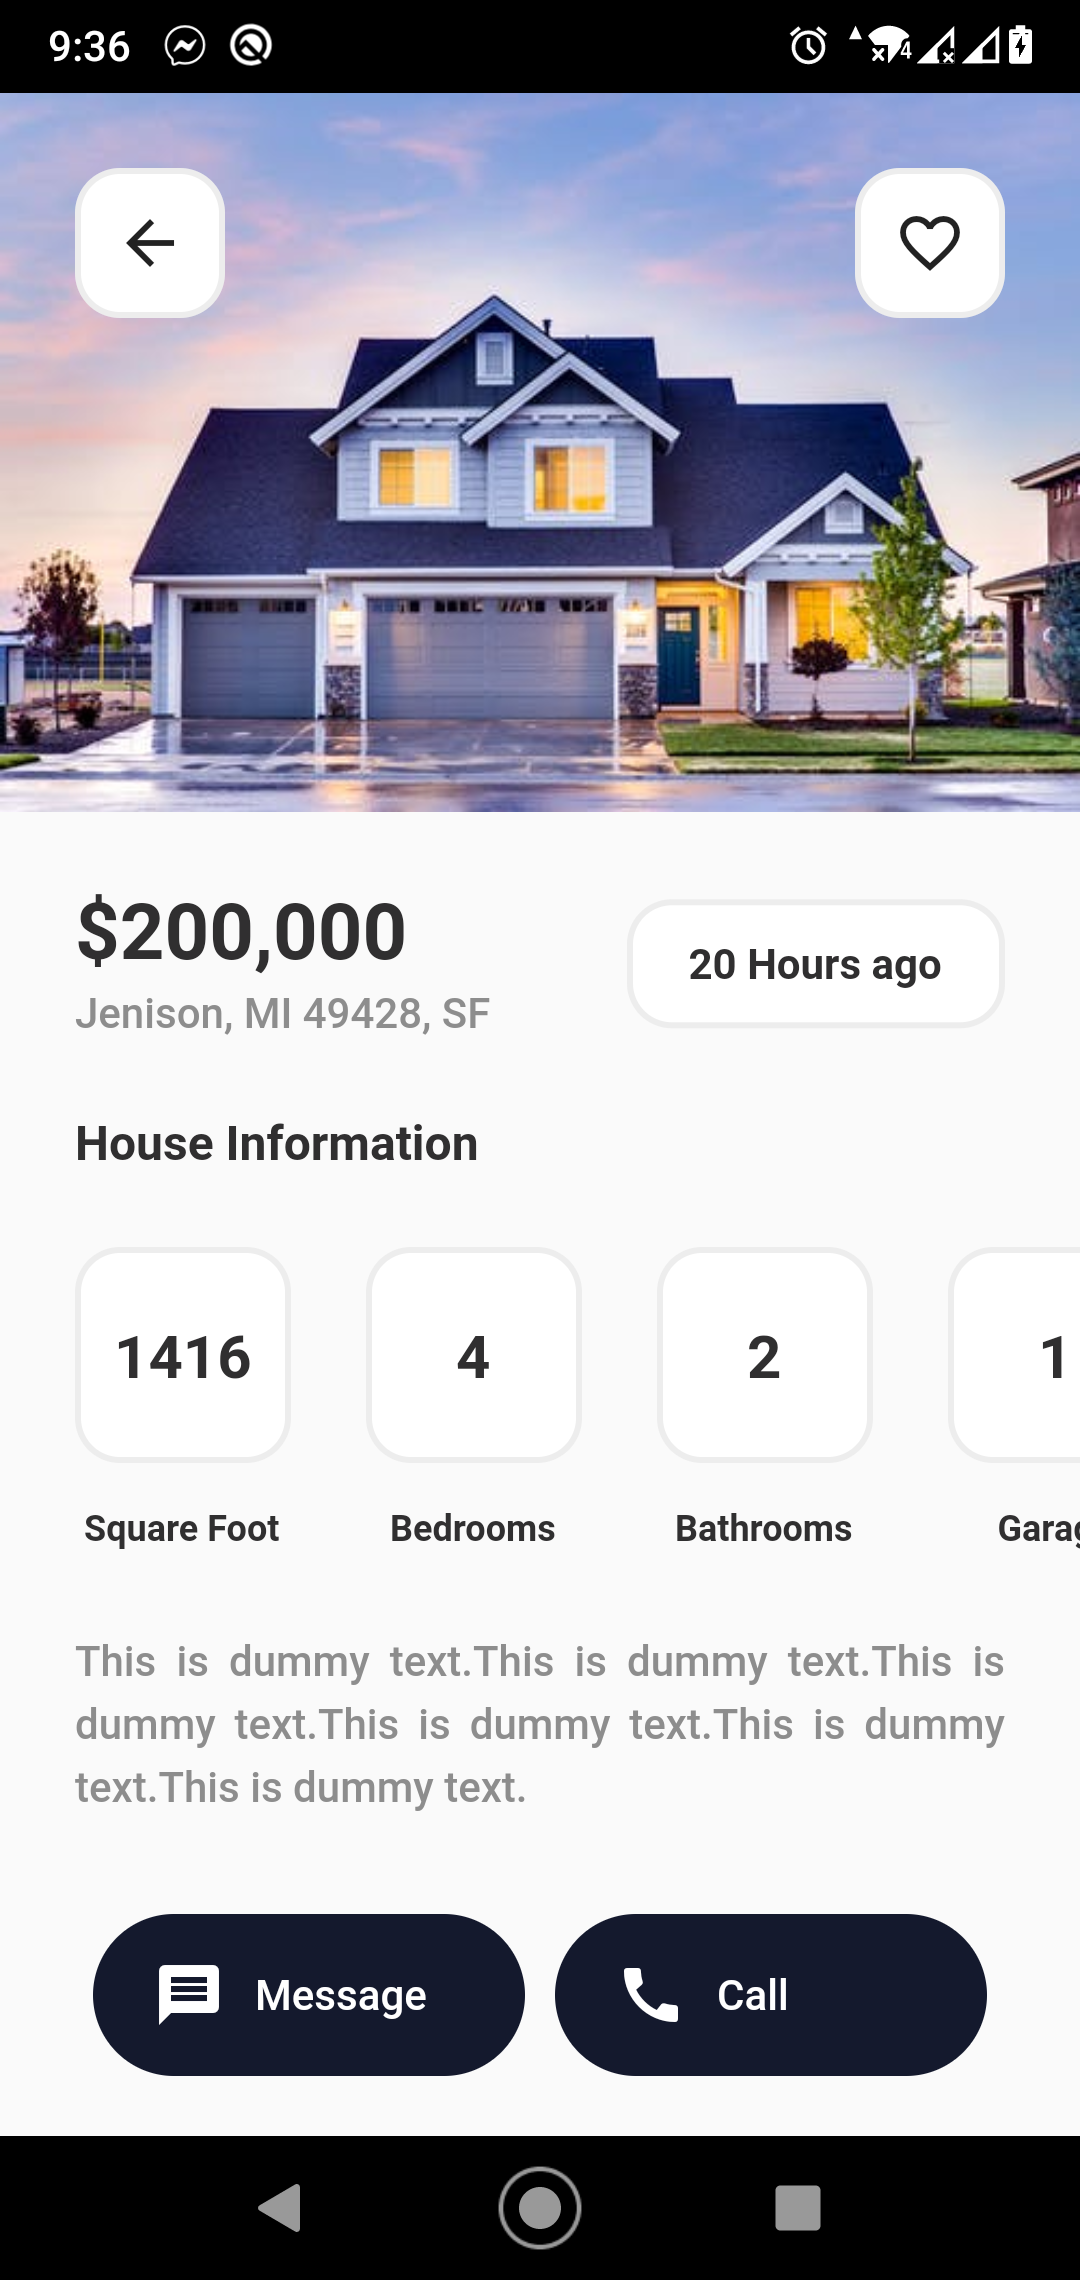 9:36
4
$200,000
20 Hours ago
Jenison, MI 49428, SF
House Information
1416
4
2
1
Square Foot
Bedrooms
Bathrooms
Garag
This is dummy text.This is dummy text.This is
dummy text.This is dummy text.This is dummy
text.This is dummy text.
Message
Call